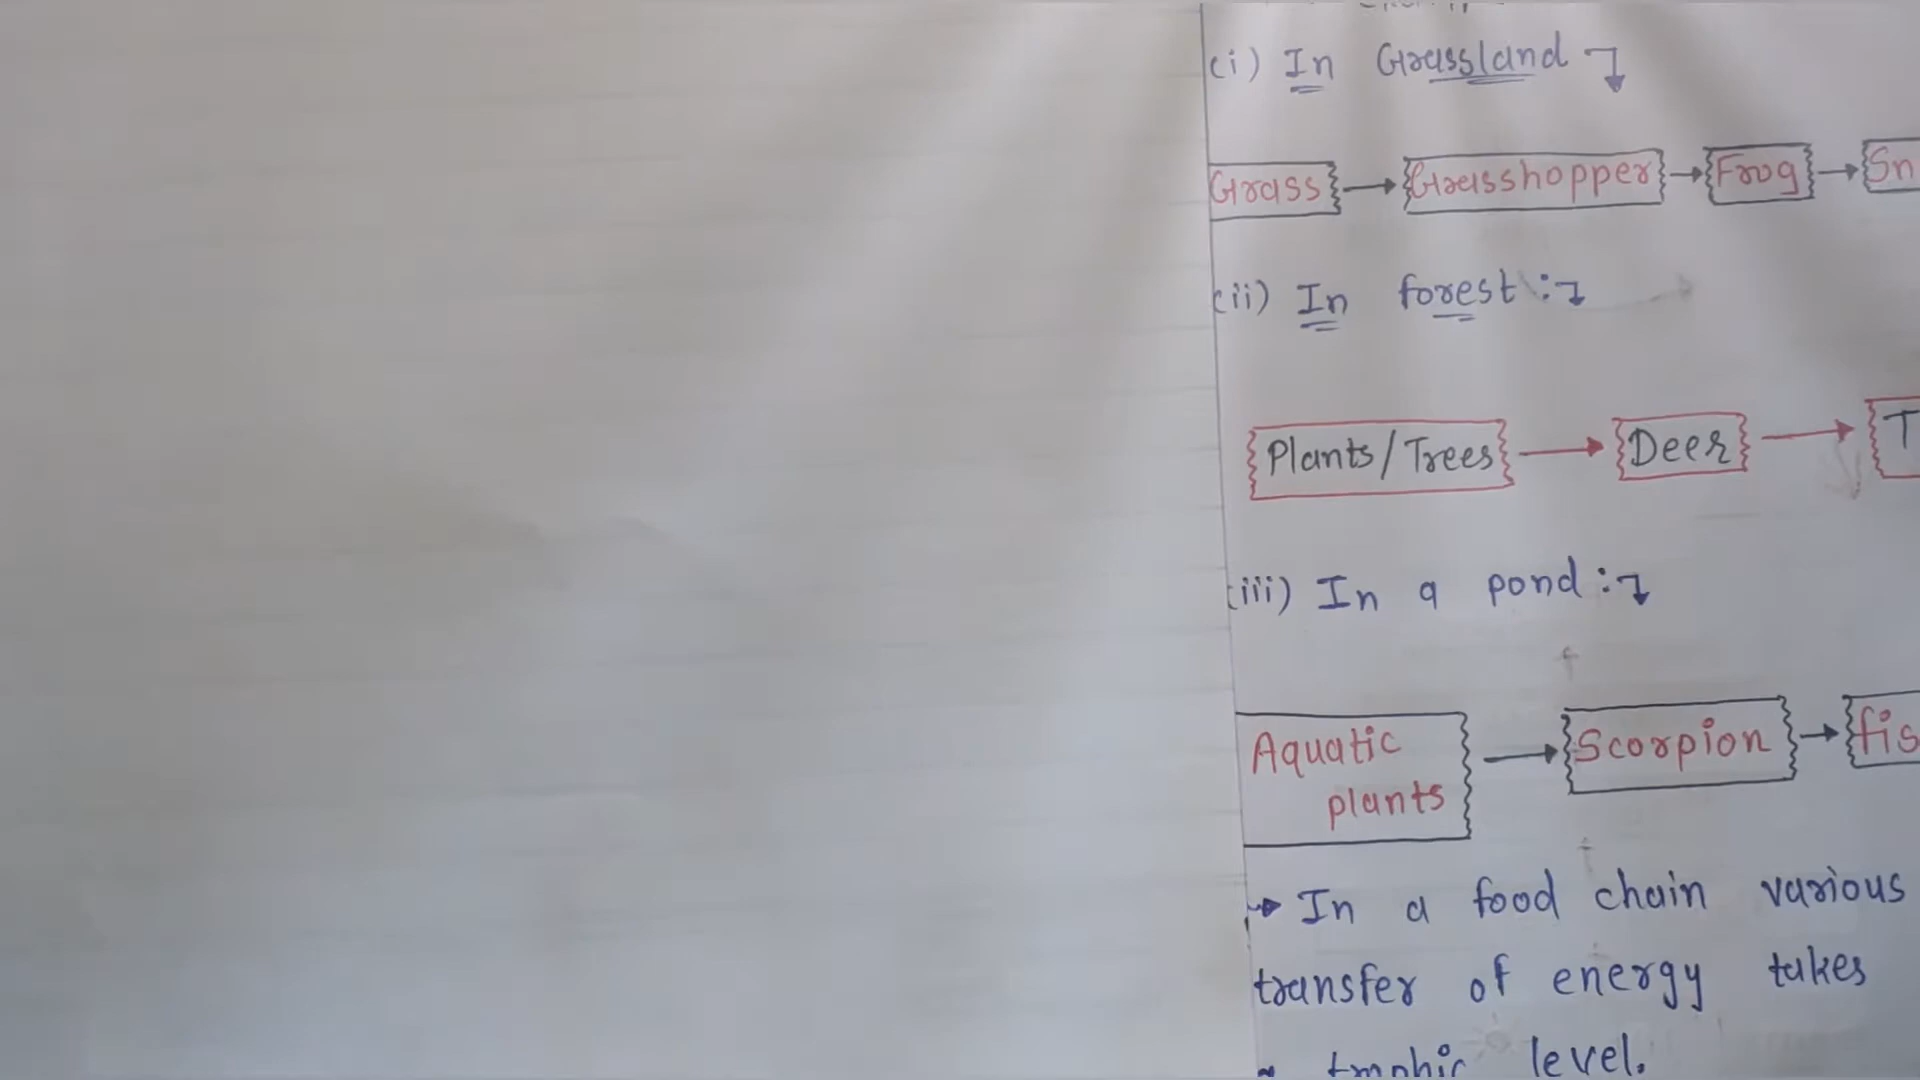 (i) In Grassland
Grass Grasshopper Frog Sn
(ii) In forest :
Plants/Trees Deer T
(iii) In a pond :
Aquatic plants Scorpion fis
In a food chain various
transfer of energy takes
level.